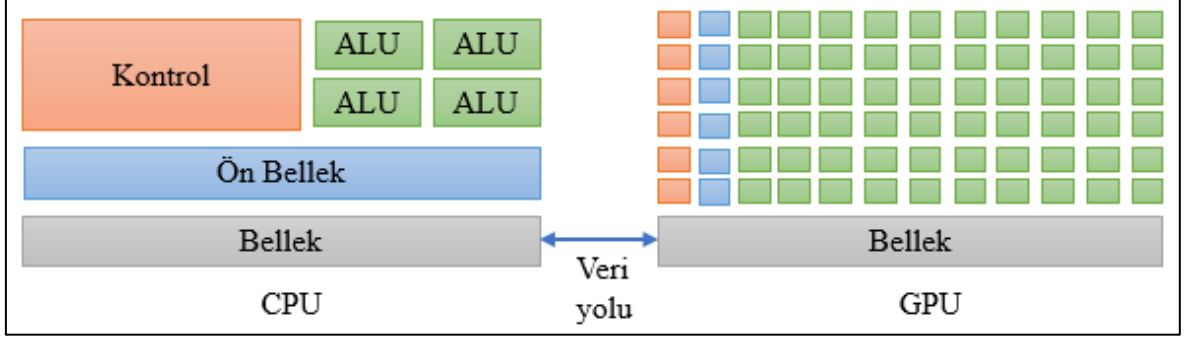 Kontrol
ALU ALU
ALU ALU
Ön Bellek
Bellek
CPU
Veri
yolu
Bellek
GPU